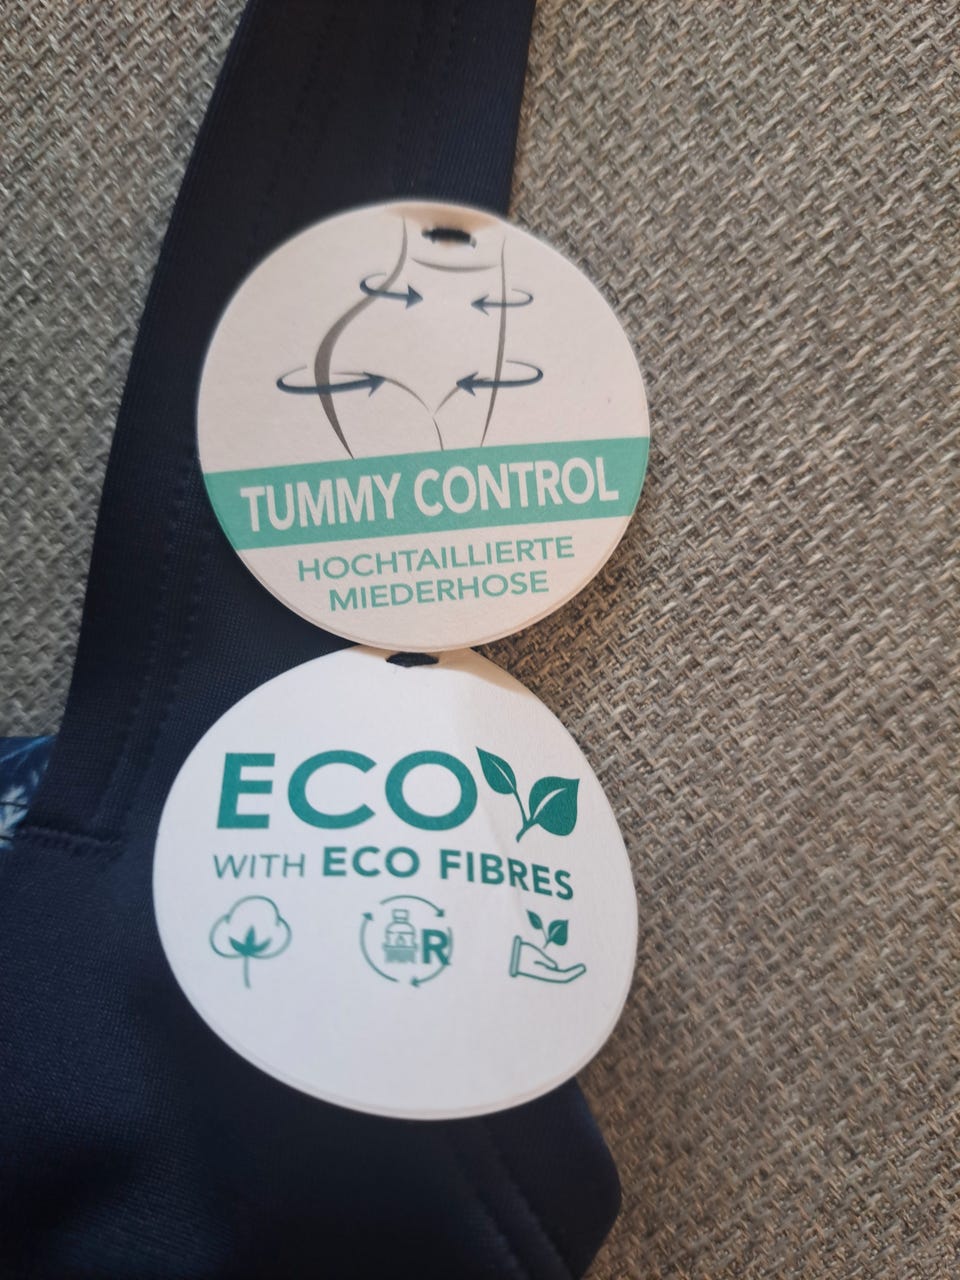 TUMMY CONTROL
HOCHTAILLIERTE
MIEDERHOSE
ECO
WITH ECO FIBRES
R